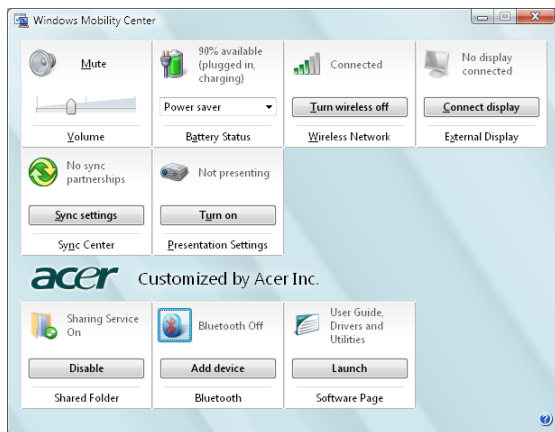 Windows Mobility Center
Mute
Volume
90% available
(plugged in,
charging)
Power saver
Battery Status
Connected
Turn wireless off
Wireless Network
No display
connected
Connect display
External Display
No sync
partnerships
Sync settings
Sync Center
Not presenting
Turn on
Presentation Settings
acer Customized by Acer Inc.
Sharing Service
On
Disable
Shared Folder
Bluetooth Off
Add device
Bluetooth
User Guide,
Drivers and
Utilities
Launch
Software Page